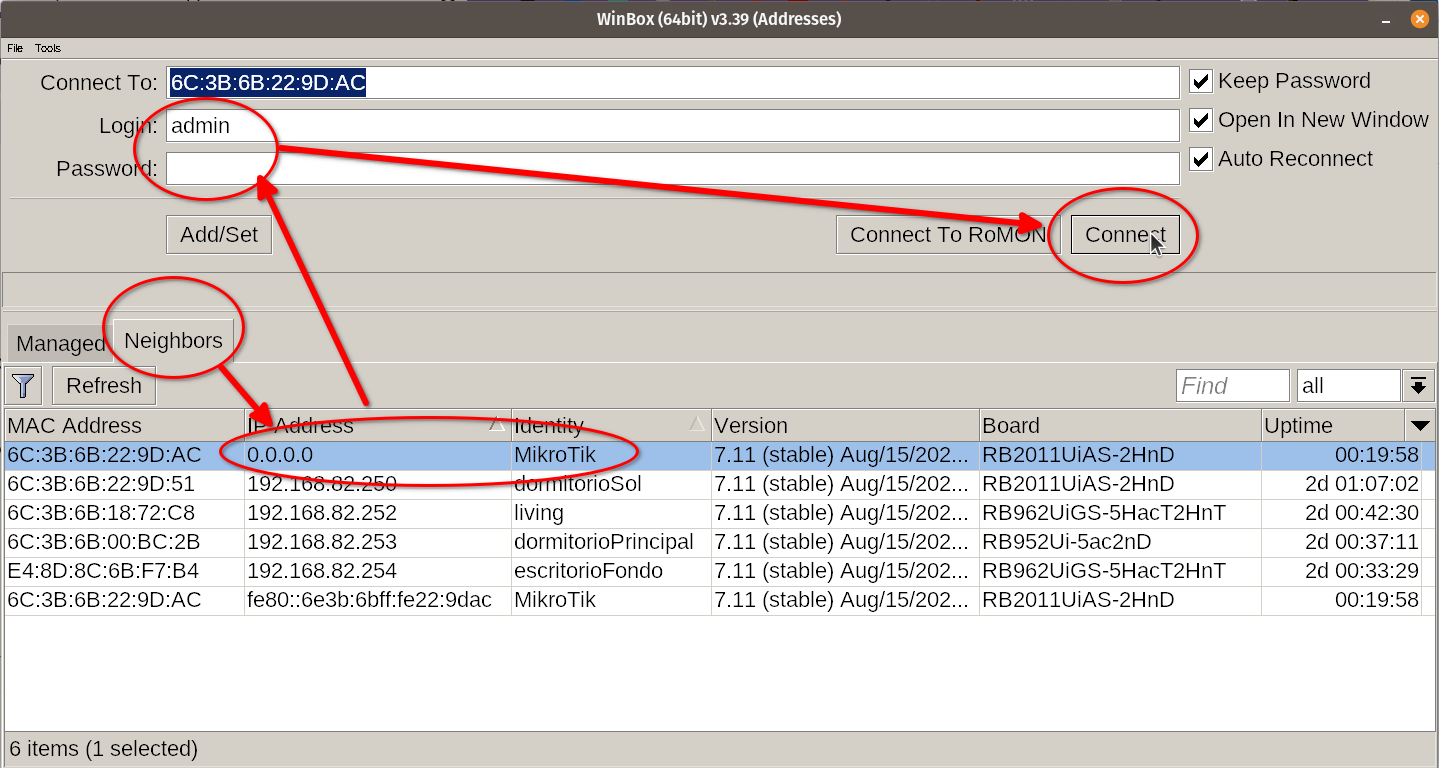 WinBox (64bit) v3.39 (Addresses)
File Tools
Connect To: 6C:3B:6B:22:9D:AC Keep Password
Login: admin Open In New Window
Password: Auto Reconnect
Add/Set Connect To RoMON Connect
Managed Neighbors
Refresh Find all
MAC Address IP Address Identity Version Board Uptime
6C:3B:6B:22:9D:AC 0.0.0.0 MikroTik 7.11 (stable) Aug/15/202... RB2011UiAS-2HnD 00:19:58
6C:3B:6B:22:9D:51 192.168.82.250 dormitorioSol 7.11 (stable) Aug/15/202... RB2011UiAS-2HnD 2d 01:07:02
6C:3B:6B:18:72:C8 192.168.82.252 living 7.11 (stable) Aug/15/202... RB962UiGS-5HacT2HnT 2d 00:42:30
6C:3B:6B:00:BC:2B 192.168.82.253 dormitorioPrincipal 7.11 (stable) Aug/15/202... RB952Ui-5ac2nD 2d 00:37:11
E4:8D:8C:6B:F7:B4 192.168.82.254 escritorioFondo 7.11 (stable) Aug/15/202... RB962UiGS-5HacT2HnT 2d 00:33:29
6C:3B:6B:22:9D:AC fe80::6e3b:6bff:fe22:9dac MikroTik 7.11 (stable) Aug/15/202... RB2011UiAS-2HnD 00:19:58
6 items (1 selected)